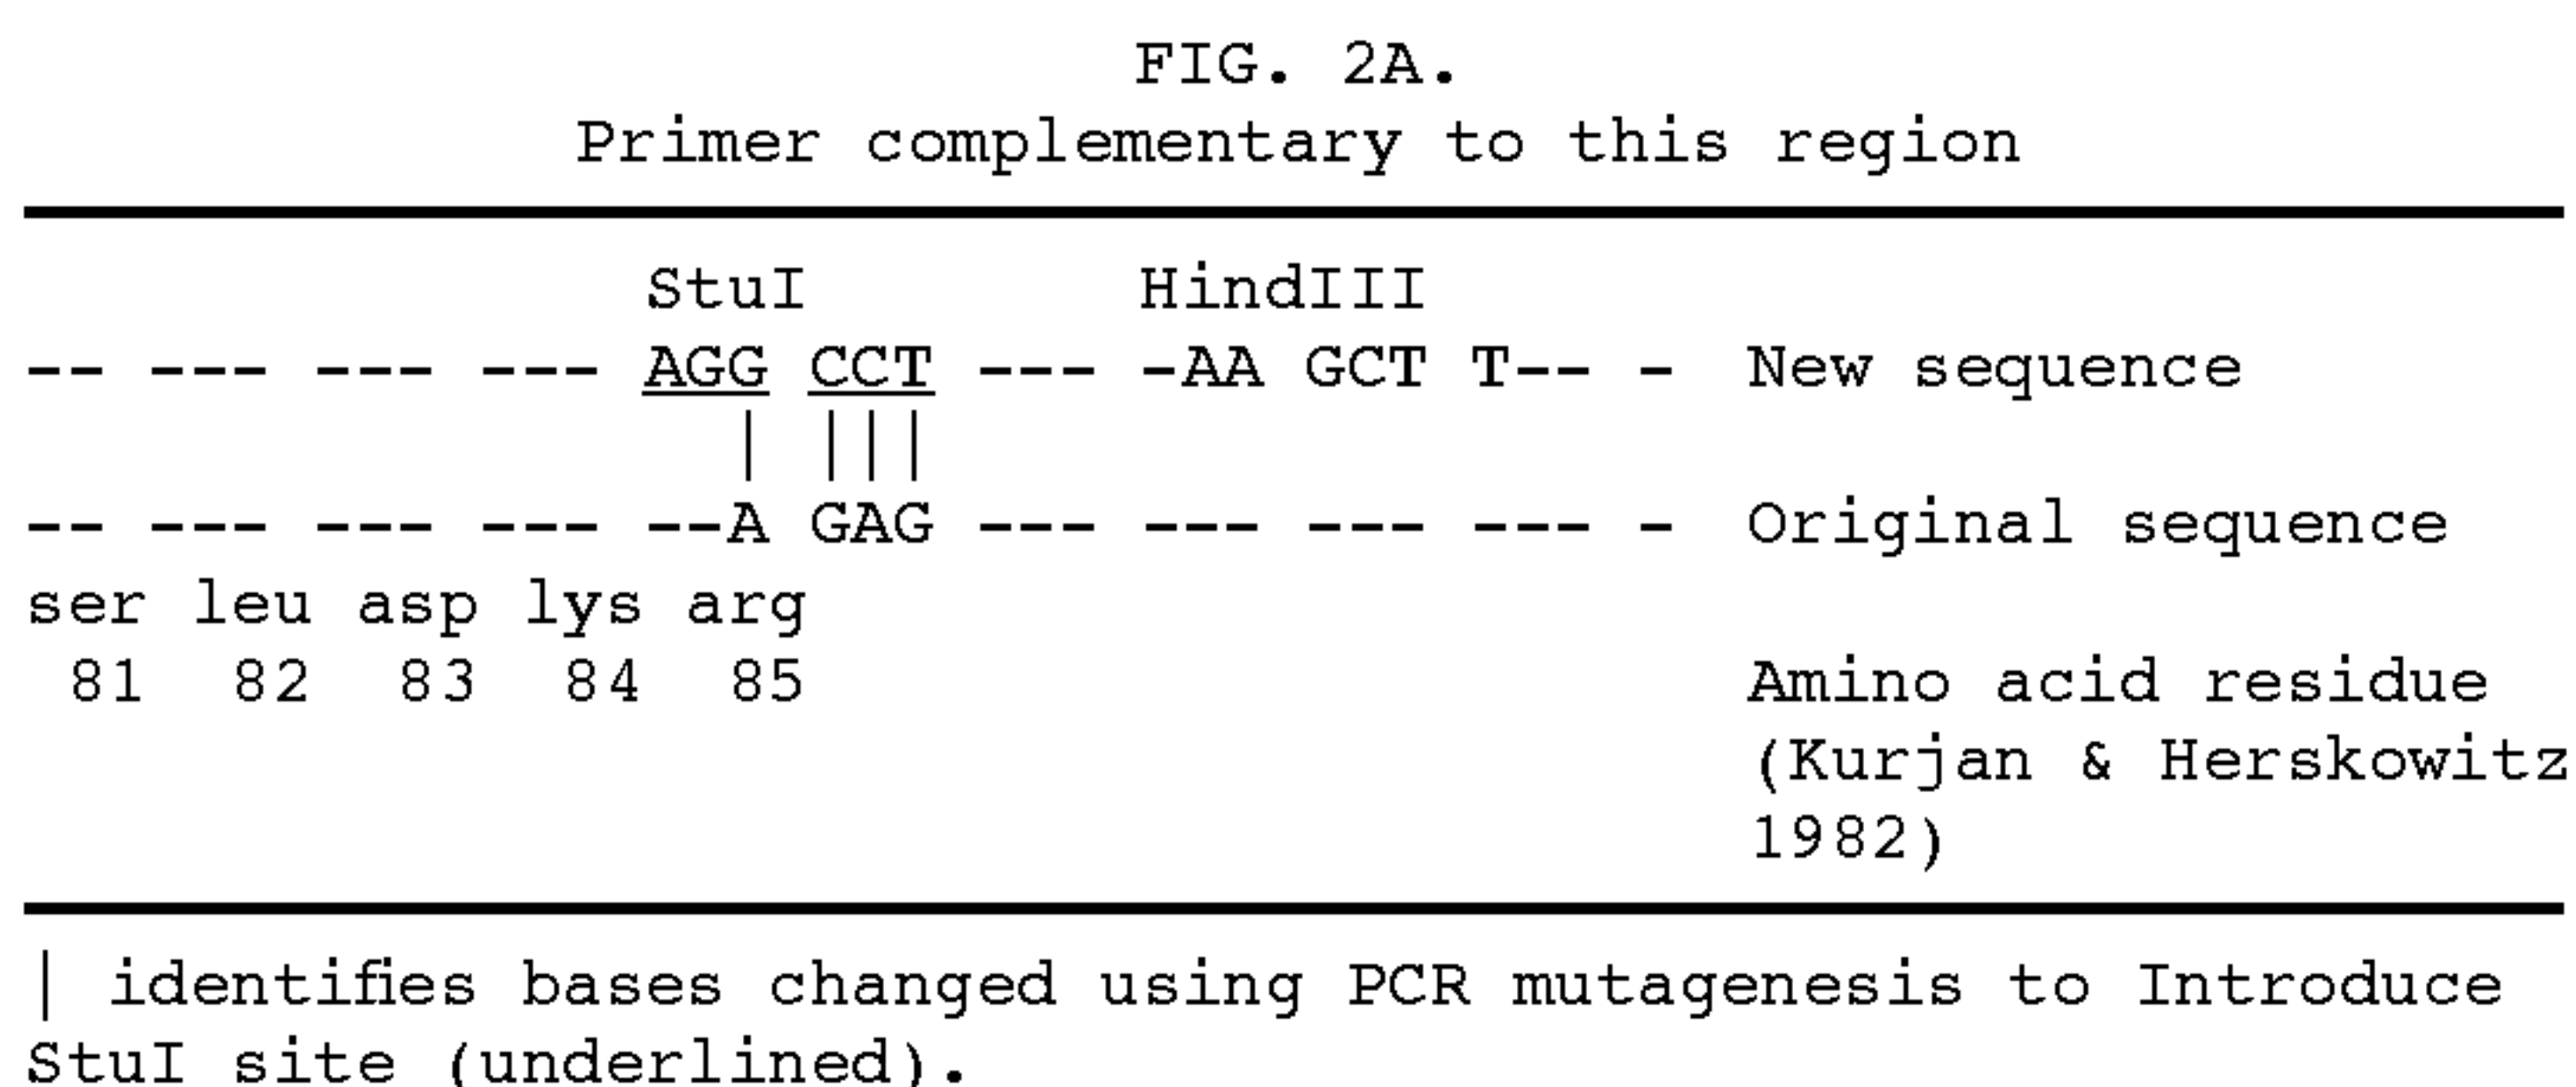 FIG. 2A.
Primer complementary to this region
StuI HindIII
-- --- --- --- AGG CCT --- -AA GCT T-- - New sequence
| |||
-- --- --- --- --A GAG --- --- --- --- - Original sequence
ser leu asp lys arg
81 82 83 84 85 Amino acid residue
(Kurjan & Herskowitz
1982)
| identifies bases changed using PCR mutagenesis to Introduce
StuI site (underlined).